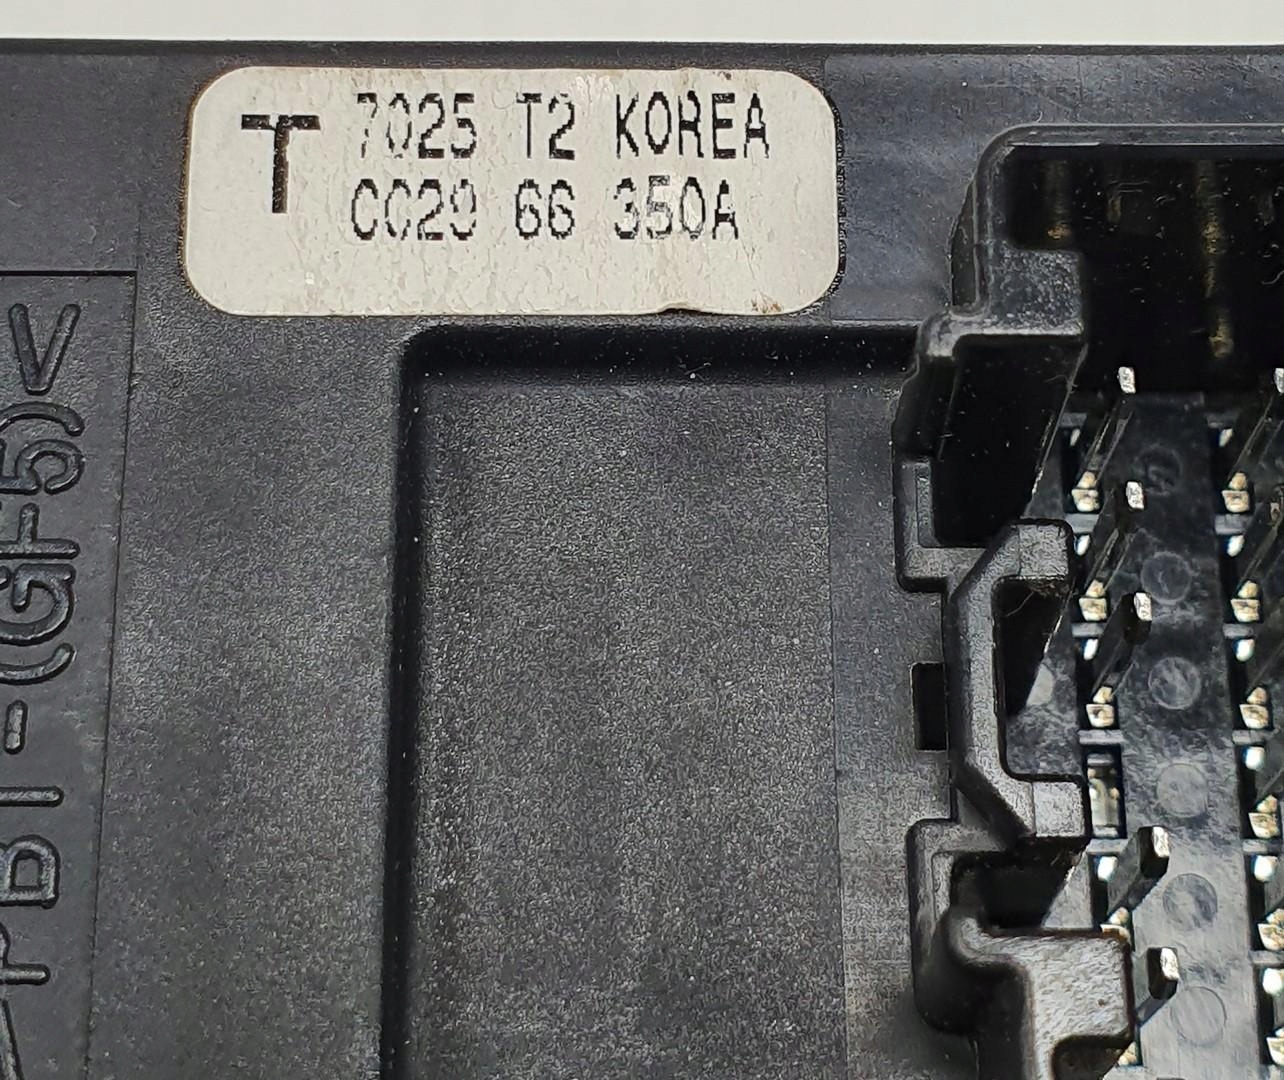 T 7025 T2 KOREA
CC29 66 350A
>PBT-(GF5)<